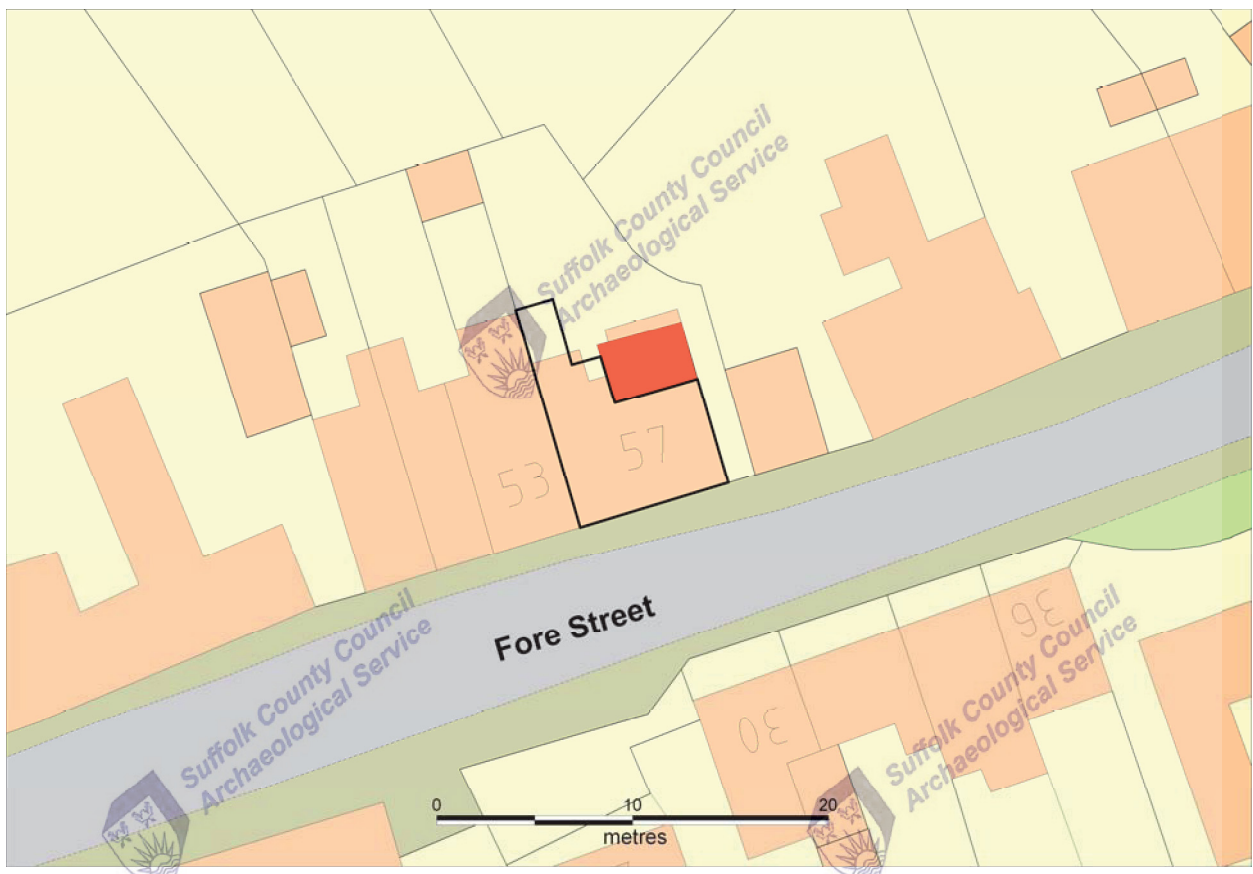 Suffolk County Council
Archaeological Service
57
53
Fore Street
36
30
Suffolk County Council
Archaeological Service
Suffolk County Council
Archaeological Service
0 10 20
metres